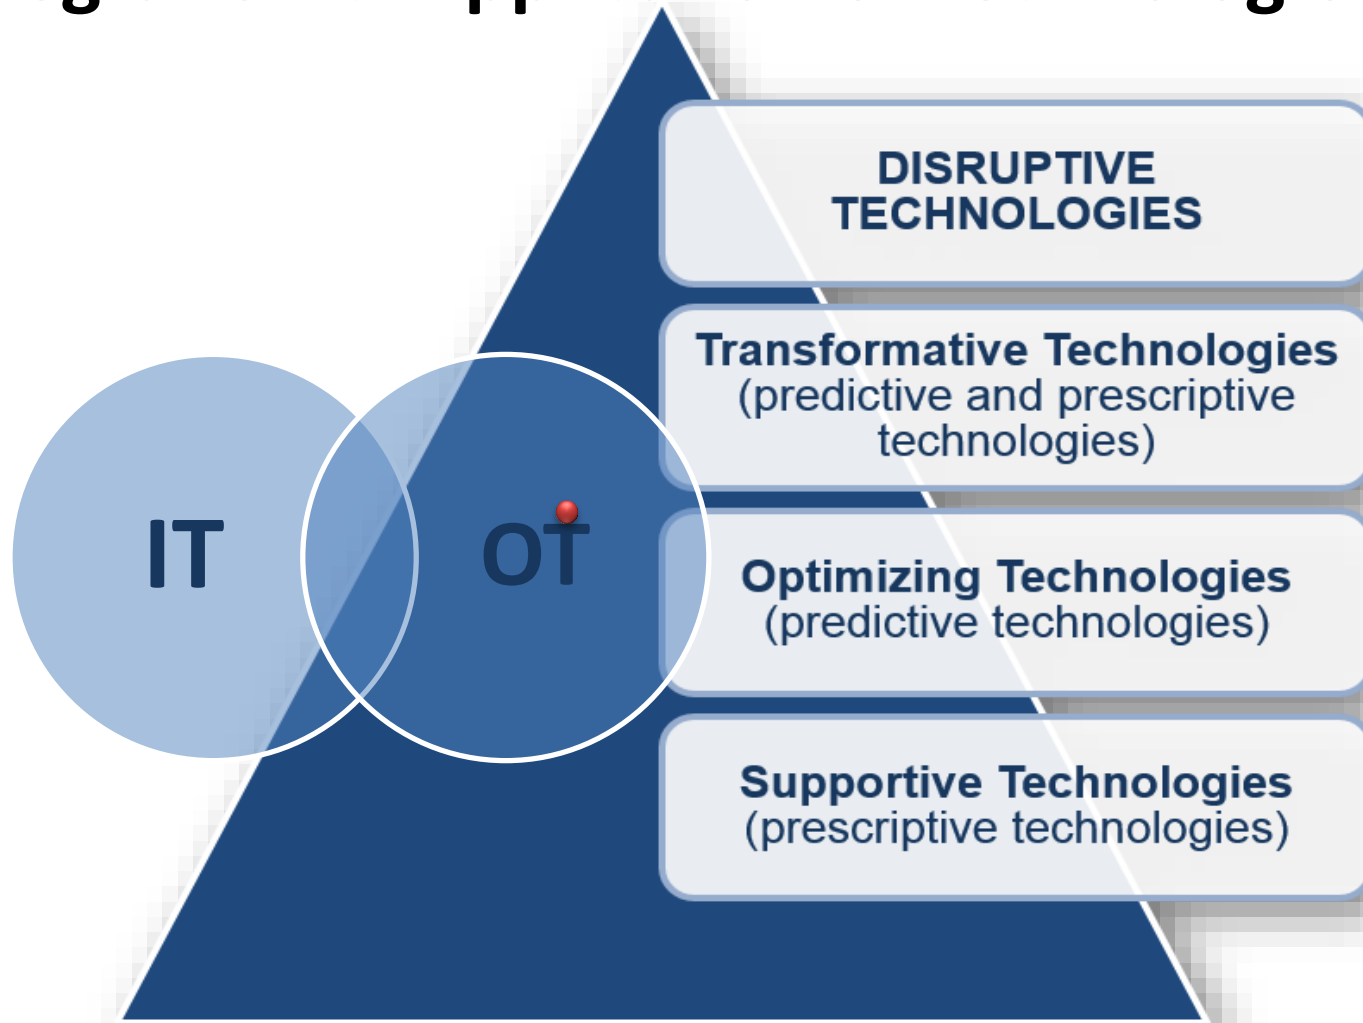 DISRUPTIVE
TECHNOLOGIES
Transformative Technologies
(predictive and prescriptive
technologies)
IT
OT
Optimizing Technologies
(predictive technologies)
Supportive Technologies
(prescriptive technologies)